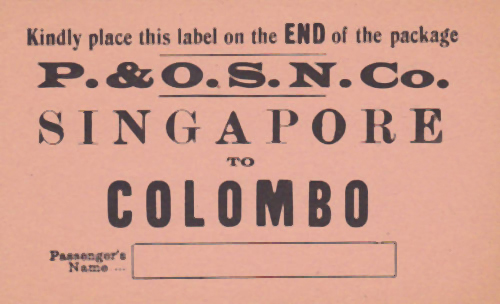 Kindly place this label on the END of the package
P. & O. S. N. Co.
SINGAPORE
TO
COLOMBO
Passenger's
Name ...